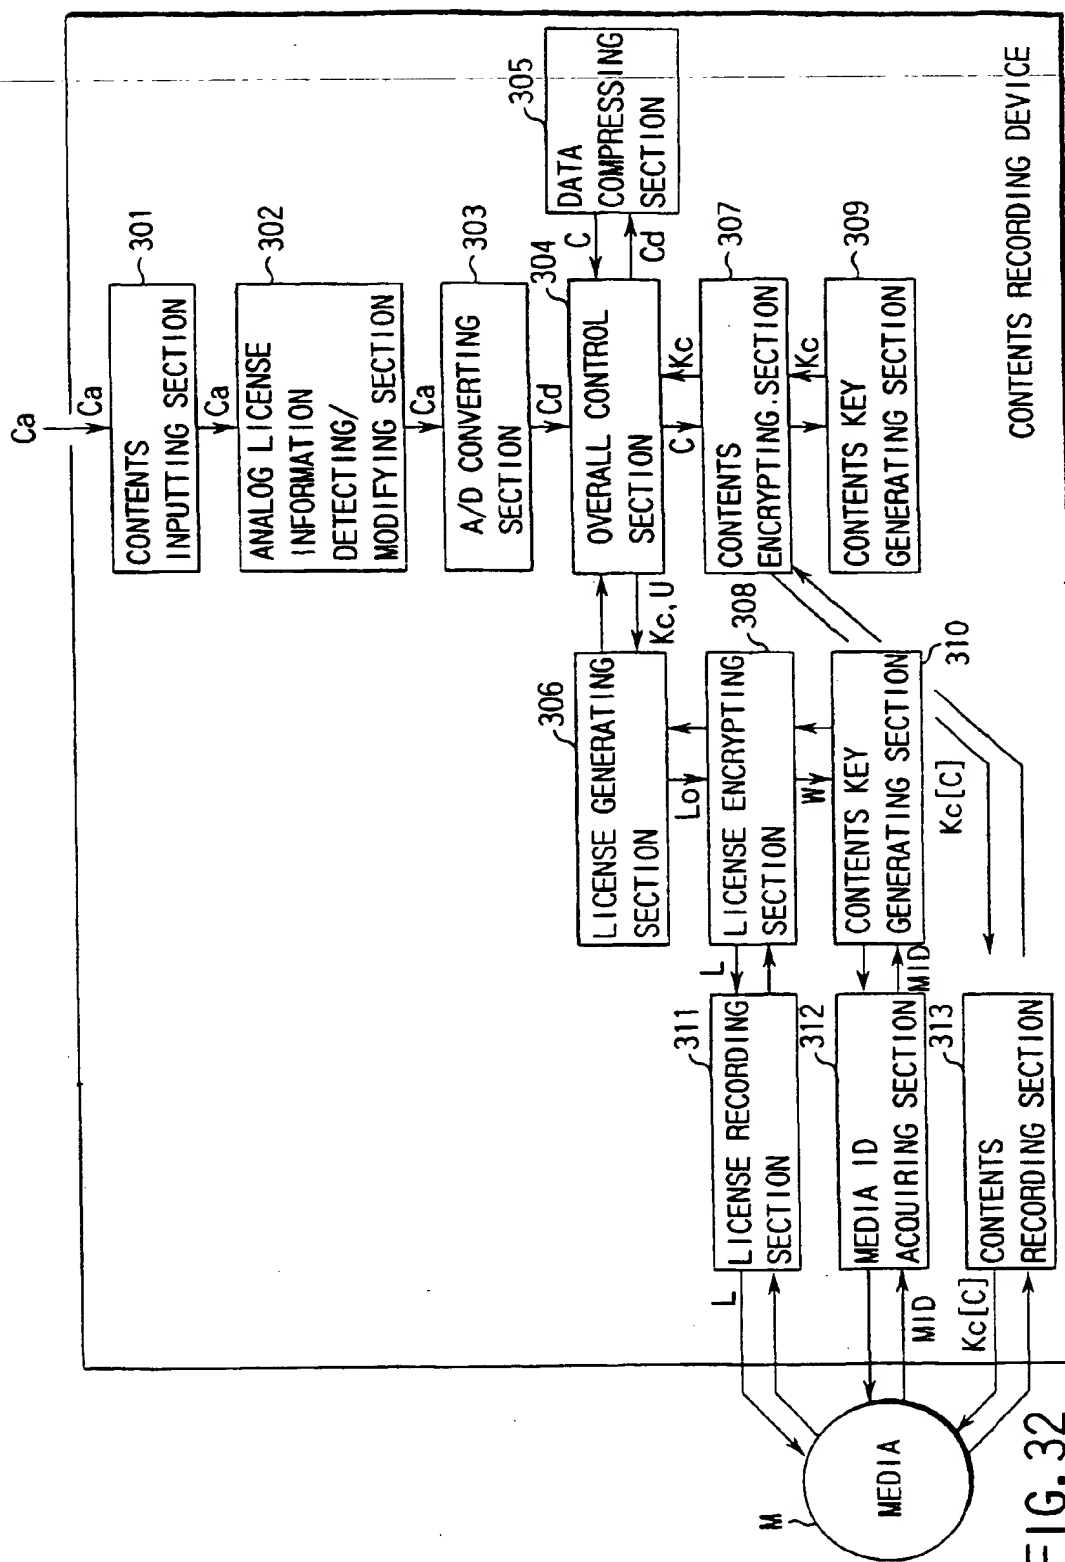 Ca
Ca
301
CONTENTS
INPUTTING SECTION
Ca
302
ANALOG LICENSE
INFORMATION
DETECTING/
MODIFYING SECTION
Ca
303
A/D CONVERTING
SECTION
Cd
304
OVERALL CONTROL
SECTION
C
Cd
305
DATA
COMPRESSING
SECTION
Kc, U
306
LICENSE GENERATING
SECTION
C
Kc
307
CONTENTS
ENCRYPTING.SECTION
Kc
309
CONTENTS KEY
GENERATING SECTION
Lo
308
LICENSE ENCRYPTING
SECTION
W
310
CONTENTS KEY
GENERATING SECTION
Kc[C]
L
311
LICENSE RECORDING
SECTION
MID
312
MEDIA ID
ACQUIRING SECTION
313
CONTENTS
RECORDING SECTION
L
MID
Kc[C]
M
MEDIA
CONTENTS RECORDING DEVICE
FIG. 32